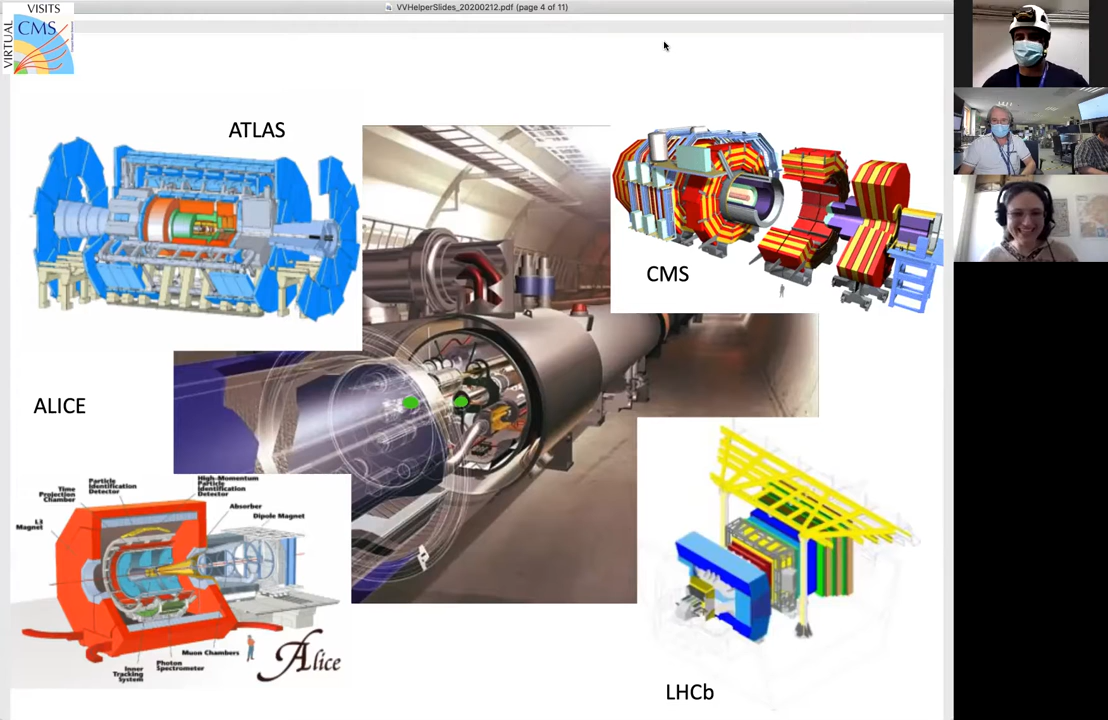 VVHelperSlides_20200212.pdf (page 4 of 11)
VISITS
VIRTUAL
CMS
ATLAS
CMS
ALICE
Particle
Identification
Detector
High-Momentum
Particle
Identification
Detector
Time
Projection
Chamber
Absorber
Dipole Magnet
L3
Magnet
Muon Chambers
Photon
Spectrometer
Inner
Tracking
System
Alice
LHCb